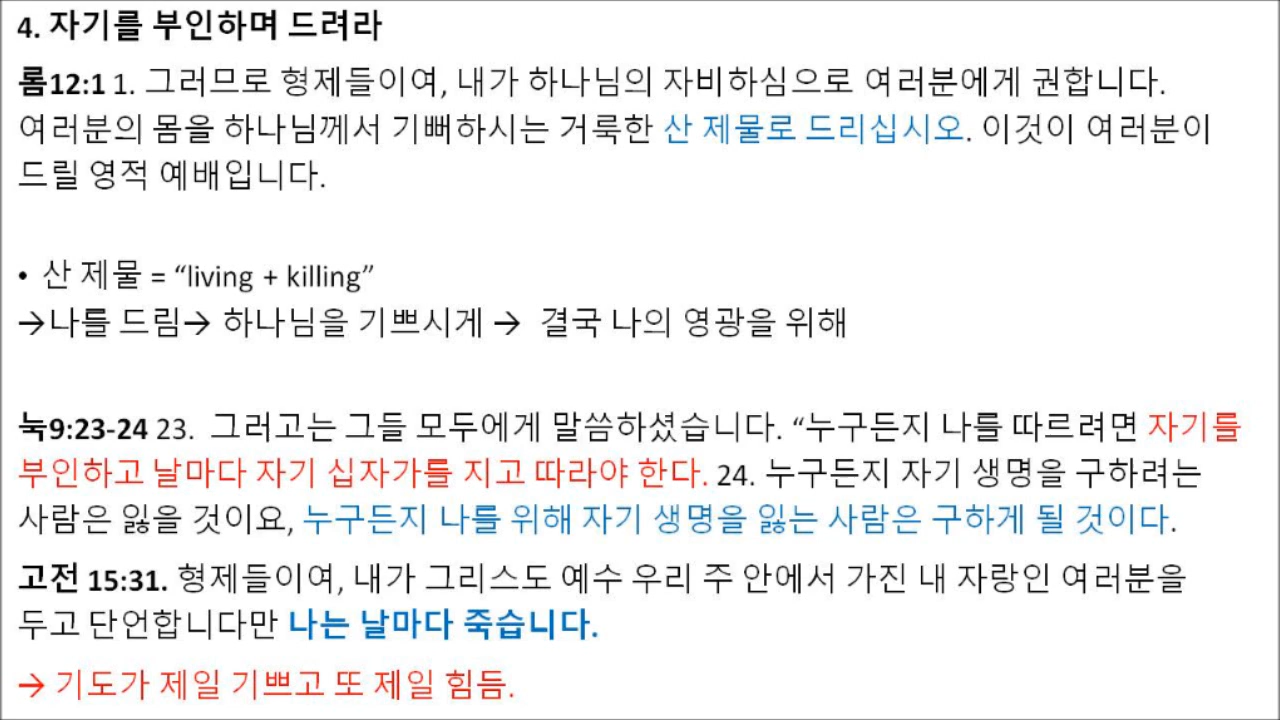 4. 자기를 부인하며 드려라
롬12:1 1. 그러므로 형제들이여, 내가 하나님의 자비하심으로 여러분에게 권합니다.
여러분의 몸을 하나님께서 기뻐하시는 거룩한 산 제물로 드리십시오. 이것이 여러분이
드릴 영적 예배입니다.
• 산 제물 = “living + killing”
→나를 드림→ 하나님을 기쁘시게 → 결국 나의 영광을 위해
눅9:23-24 23. 그러고는 그들 모두에게 말씀하셨습니다. “누구든지 나를 따르려면 자기를
부인하고 날마다 자기 십자가를 지고 따라야 한다. 24. 누구든지 자기 생명을 구하려는
사람은 잃을 것이요, 누구든지 나를 위해 자기 생명을 잃는 사람은 구하게 될 것이다.
고전 15:31. 형제들이여, 내가 그리스도 예수 우리 주 안에서 가진 내 자랑인 여러분을
두고 단언합니다만 나는 날마다 죽습니다.
→ 기도가 제일 기쁘고 또 제일 힘듬.